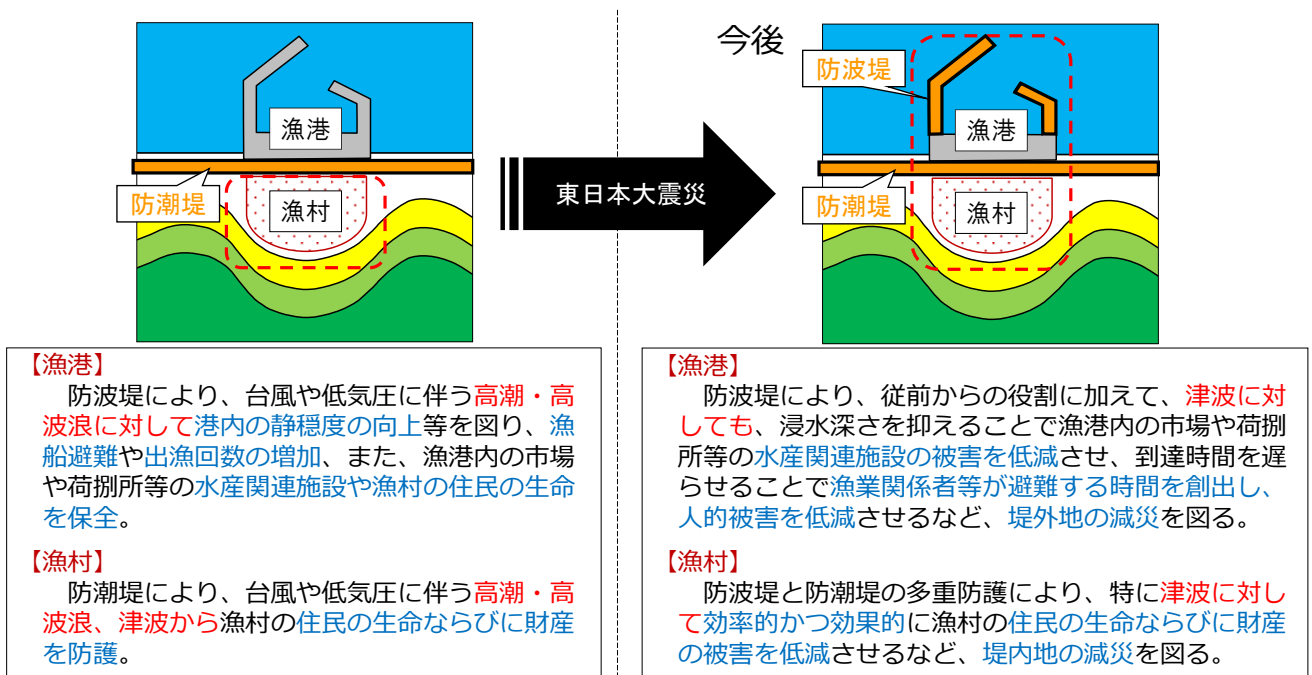 漁港
防潮堤
漁村
東日本大震災
今後
防波堤
漁港
防潮堤
漁村
【漁港】
防波堤により、台風や低気圧に伴う高潮・高
波浪に対して港内の静穏度の向上等を図り、漁
船避難や出漁回数の増加、また、漁港内の市場
や荷捌所等の水産関連施設や漁村の住民の生命
を保全。
【漁村】
防潮堤により、台風や低気圧に伴う高潮・高
波浪、津波から漁村の住民の生命ならびに財産
を防護。
【漁港】
防波堤により、従前からの役割に加えて、津波に対
しても、浸水深さを抑えることで漁港内の市場や荷捌
所等の水産関連施設の被害を低減させ、到達時間を遅
らせることで漁業関係者等が避難する時間を創出し、
人的被害を低減させるなど、堤外地の減災を図る。
【漁村】
防波堤と防潮堤の多重防護により、特に津波に対し
て効率的かつ効果的に漁村の住民の生命ならびに財産
の被害を低減させるなど、堤内地の減災を図る。